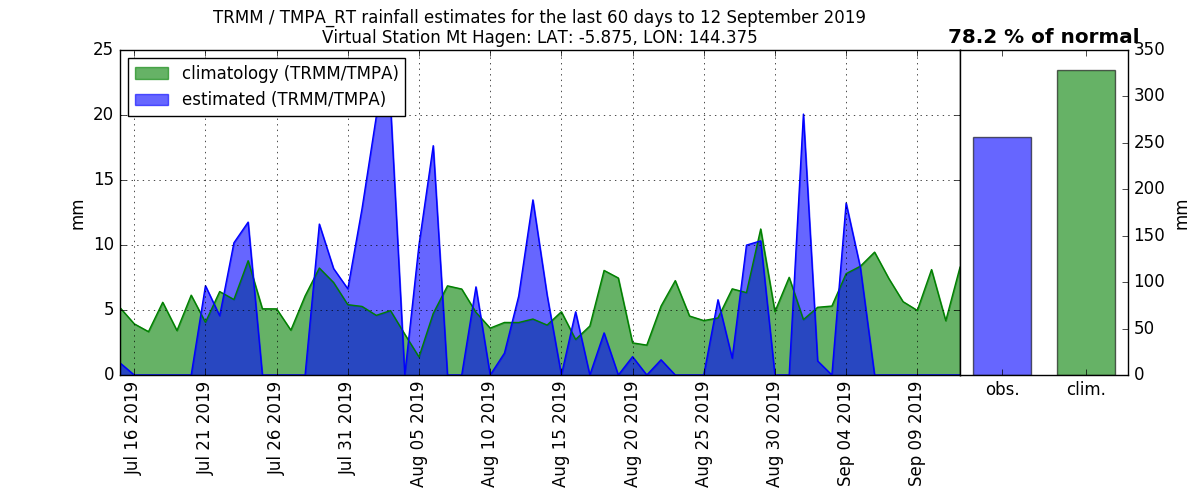 TRMM / TMPA_RT rainfall estimates for the last 60 days to 12 September 2019
Virtual Station Mt Hagen: LAT: -5.875, LON: 144.375
78.2 % of normal
climatology (TRMM/TMPA)
estimated (TRMM/TMPA)
25
20
15
10
5
0
mm
Jul 16 2019
Jul 21 2019
Jul 26 2019
Jul 31 2019
Aug 05 2019
Aug 10 2019
Aug 15 2019
Aug 20 2019
Aug 25 2019
Aug 30 2019
Sep 04 2019
Sep 09 2019
350
300
250
200
150
100
50
0
mm
obs.
clim.